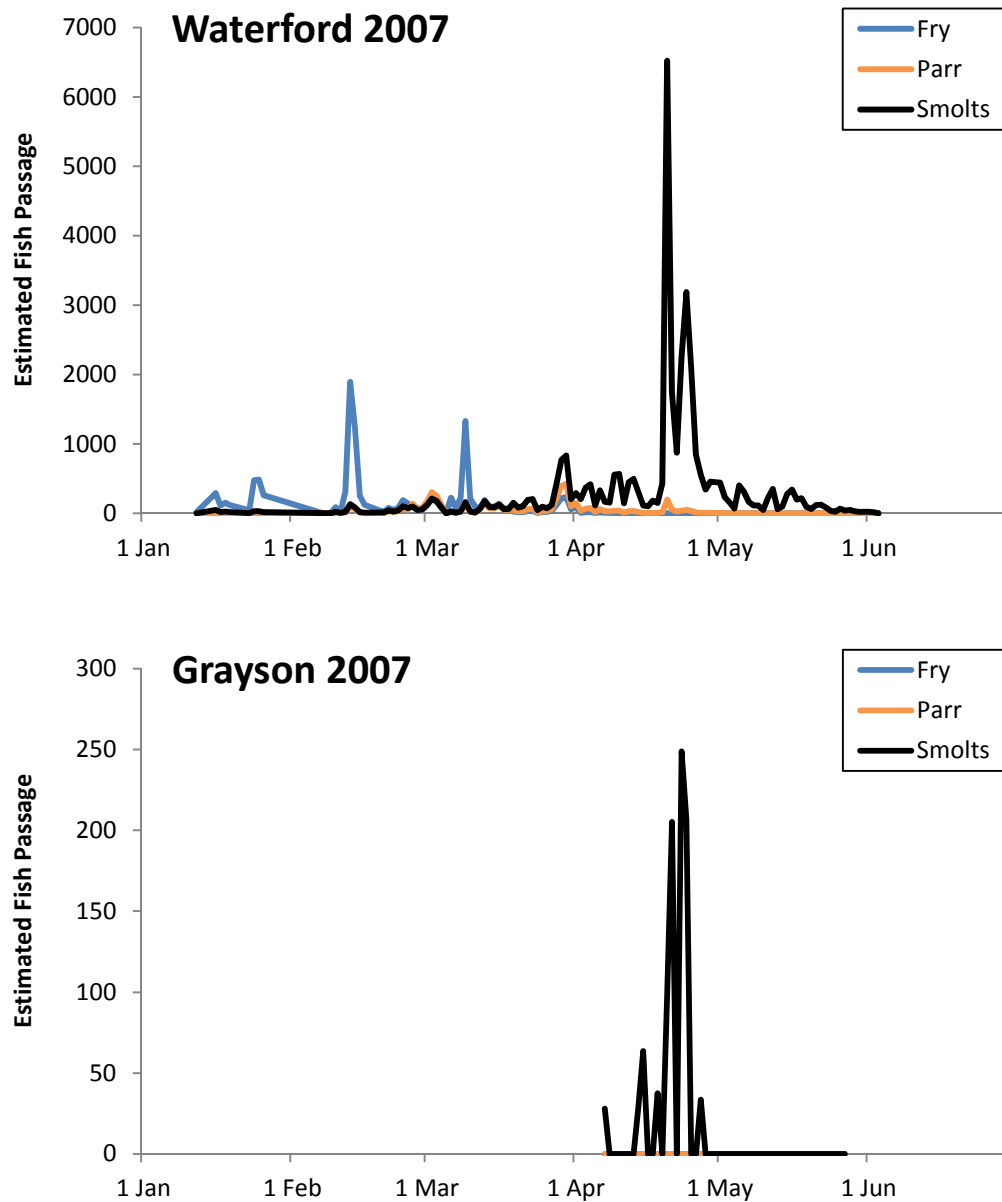 Waterford 2007
Estimated Fish Passage
7000
6000
5000
4000
3000
2000
1000
0
1 Jan 1 Feb 1 Mar 1 Apr 1 May 1 Jun
Fry
Parr
Smolts
Grayson 2007
Estimated Fish Passage
300
250
200
150
100
50
0
1 Jan 1 Feb 1 Mar 1 Apr 1 May 1 Jun
Fry
Parr
Smolts